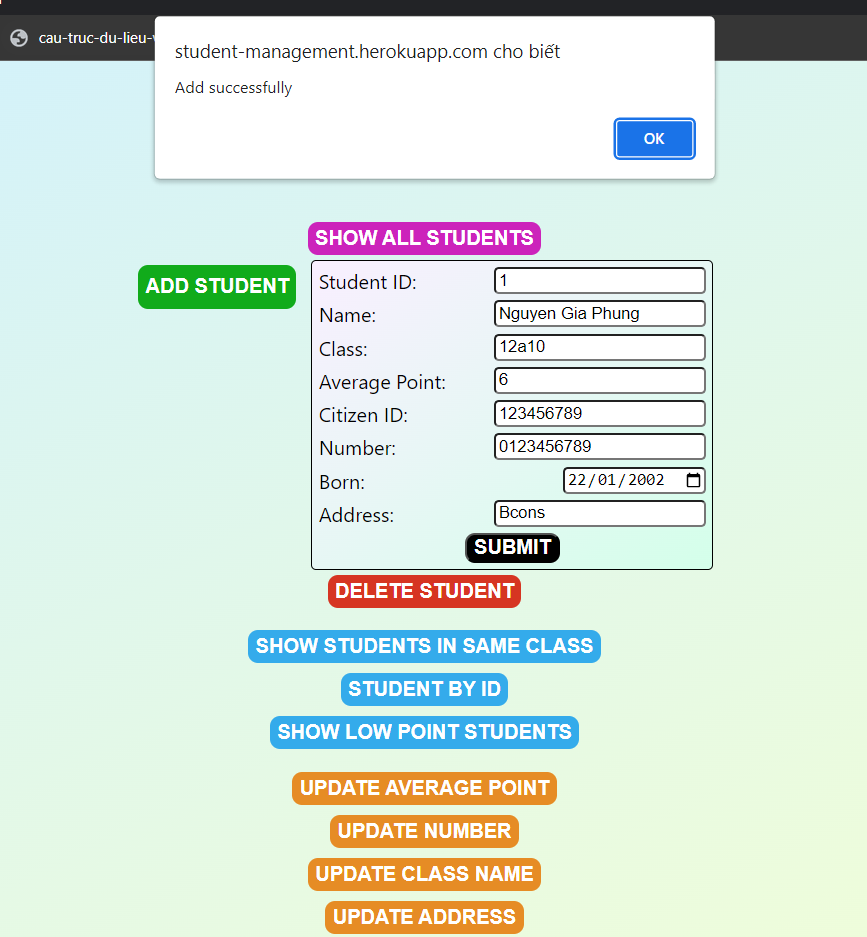 cau-truc-du-lieu-
student-management.herokuapp.com cho biết
Add successfully
OK
SHOW ALL STUDENTS
ADD STUDENT
Student ID: 1
Name: Nguyen Gia Phung
Class: 12a10
Average Point: 6
Citizen ID: 123456789
Number: 0123456789
Born: 22/01/2002
Address: Bcons
SUBMIT
DELETE STUDENT
SHOW STUDENTS IN SAME CLASS
STUDENT BY ID
SHOW LOW POINT STUDENTS
UPDATE AVERAGE POINT
UPDATE NUMBER
UPDATE CLASS NAME
UPDATE ADDRESS